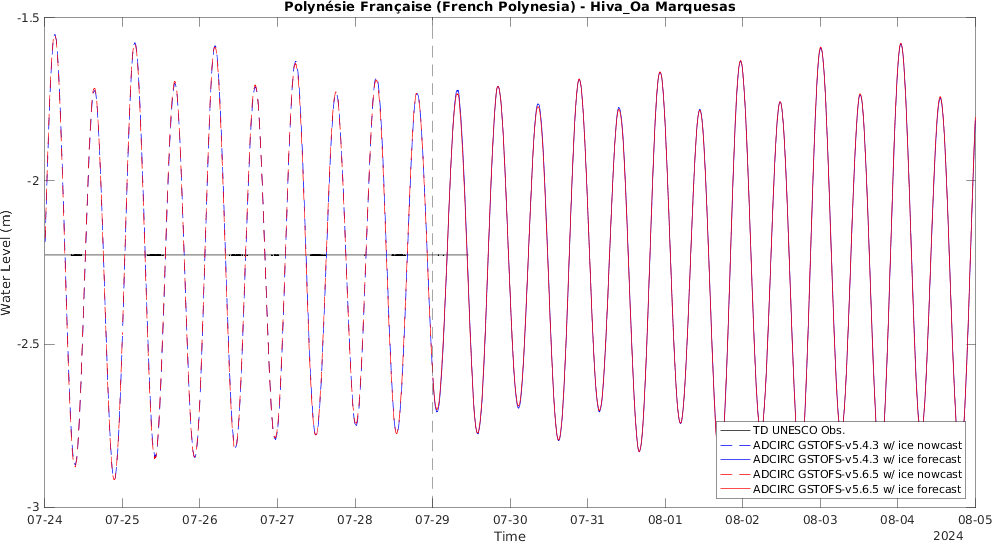 Polynésie Française (French Polynesia) - Hiva_Oa Marquesas
-1.5
-2
-2.5
-3
Water Level (m)
07-24 07-25 07-26 07-27 07-28 07-29 07-30 07-31 08-01 08-02 08-03 08-04 08-05
Time
2024
TD UNESCO Obs.
ADCIRC GSTOFS-v5.4.3 w/ ice nowcast
ADCIRC GSTOFS-v5.4.3 w/ ice forecast
ADCIRC GSTOFS-v5.6.5 w/ ice nowcast
ADCIRC GSTOFS-v5.6.5 w/ ice forecast